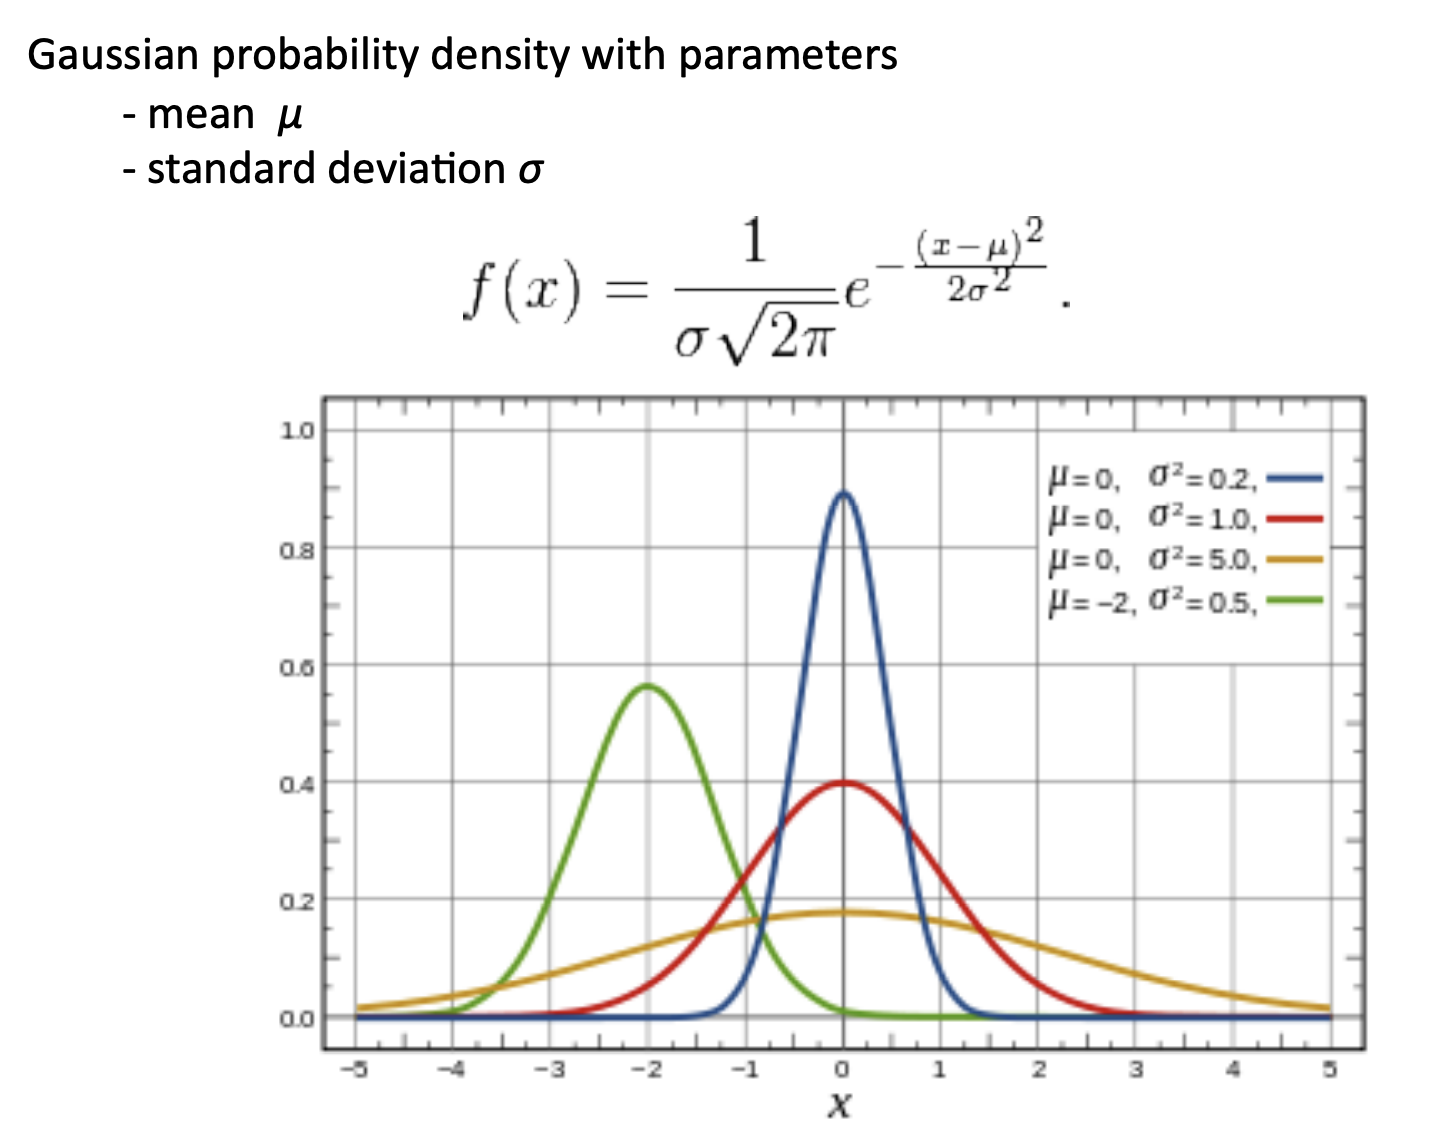 Gaussian probability density with parameters
- mean μ
- standard deviation σ
f(x) = 1/(σ√2π) e^−(x−μ)²/2σ² .
1.0
0.8
0.6
0.4
0.2
0.0
μ=0, σ²=0.2,
μ=0, σ²=1.0,
μ=0, σ²=5.0,
μ=−2, σ²=0.5,
−5 −4 −3 −2 −1 0 1 2 3 4 5
x